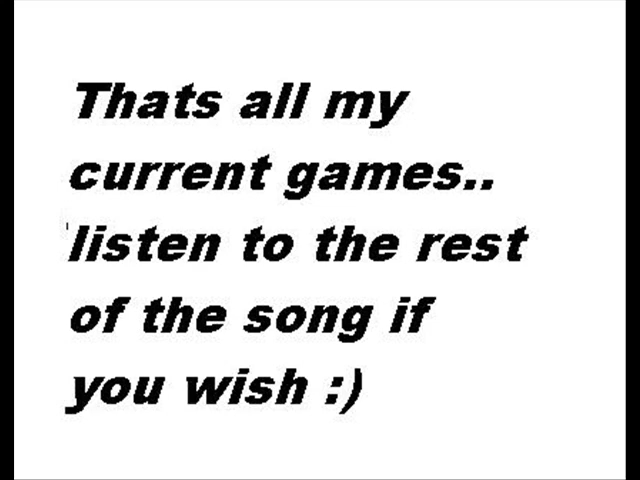 Thats all my
current games..
listen to the rest
of the song if
you wish :)